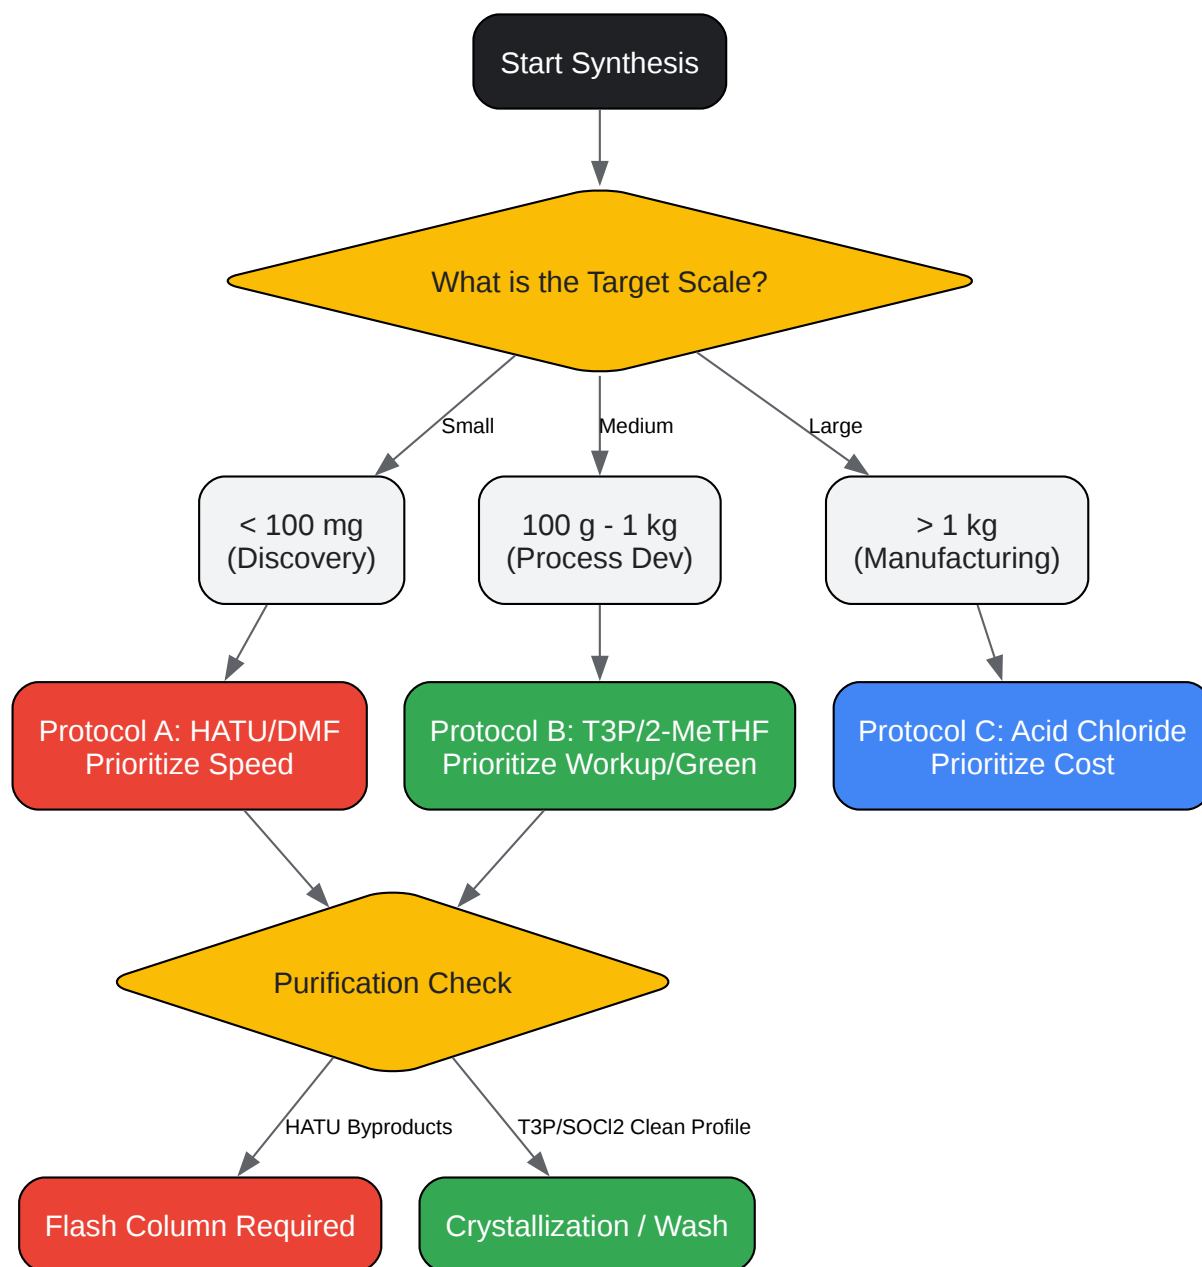 Start Synthesis
What is the Target Scale?
Small
Medium
Large
< 100 mg
(Discovery)
100 g - 1 kg
(Process Dev)
> 1 kg
(Manufacturing)
Protocol A: HATU/DMF
Prioritize Speed
Protocol B: T3P/2-MeTHF
Prioritize Workup/Green
Protocol C: Acid Chloride
Prioritize Cost
Purification Check
HATU Byproducts
T3P/SOCl2 Clean Profile
Flash Column Required
Crystallization / Wash